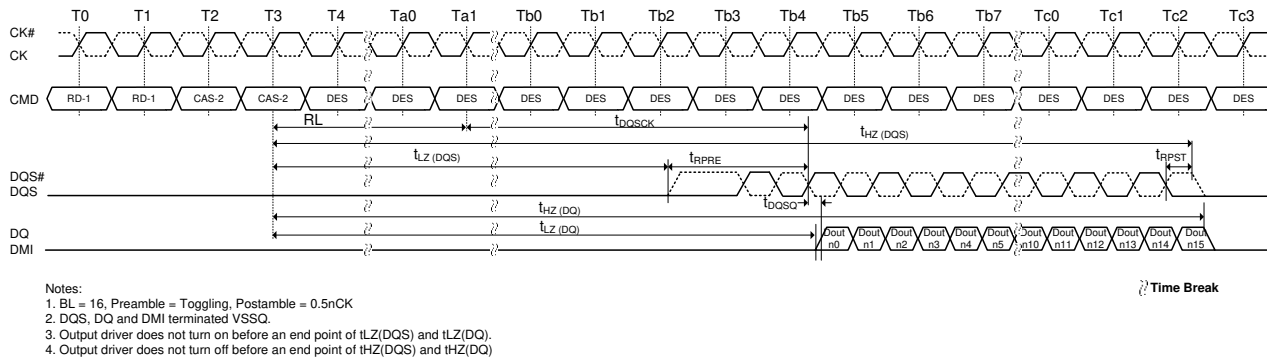 T0 T1 T2 T3 T4 Ta0 Ta1 Tb0 Tb1 Tb2 Tb3 Tb4 Tb5 Tb6 Tb7 Tc0 Tc1 Tc2 Tc3
CK#
CK
CMD RD-1 RD-1 CAS-2 CAS-2 DES DES DES DES DES DES DES DES DES DES DES DES DES DES DES
RL tDQSCK
tHZ (DQS)
tLZ (DQS) tRPRE tRPST
DQS#
DQS
tDQSQ
tHZ (DQ)
tLZ (DQ)
DQ
DMI
Dout n0 Dout n1 Dout n2 Dout n3 Dout n4 Dout n5 Dout n10 Dout n11 Dout n12 Dout n13 Dout n14 Dout n15
Time Break
Notes:
1. BL = 16, Preamble = Toggling, Postamble = 0.5nCK
2. DQS, DQ and DMI terminated VSSQ.
3. Output driver does not turn on before an end point of tLZ(DQS) and tLZ(DQ).
4. Output driver does not turn off before an end point of tHZ(DQS) and tHZ(DQ)